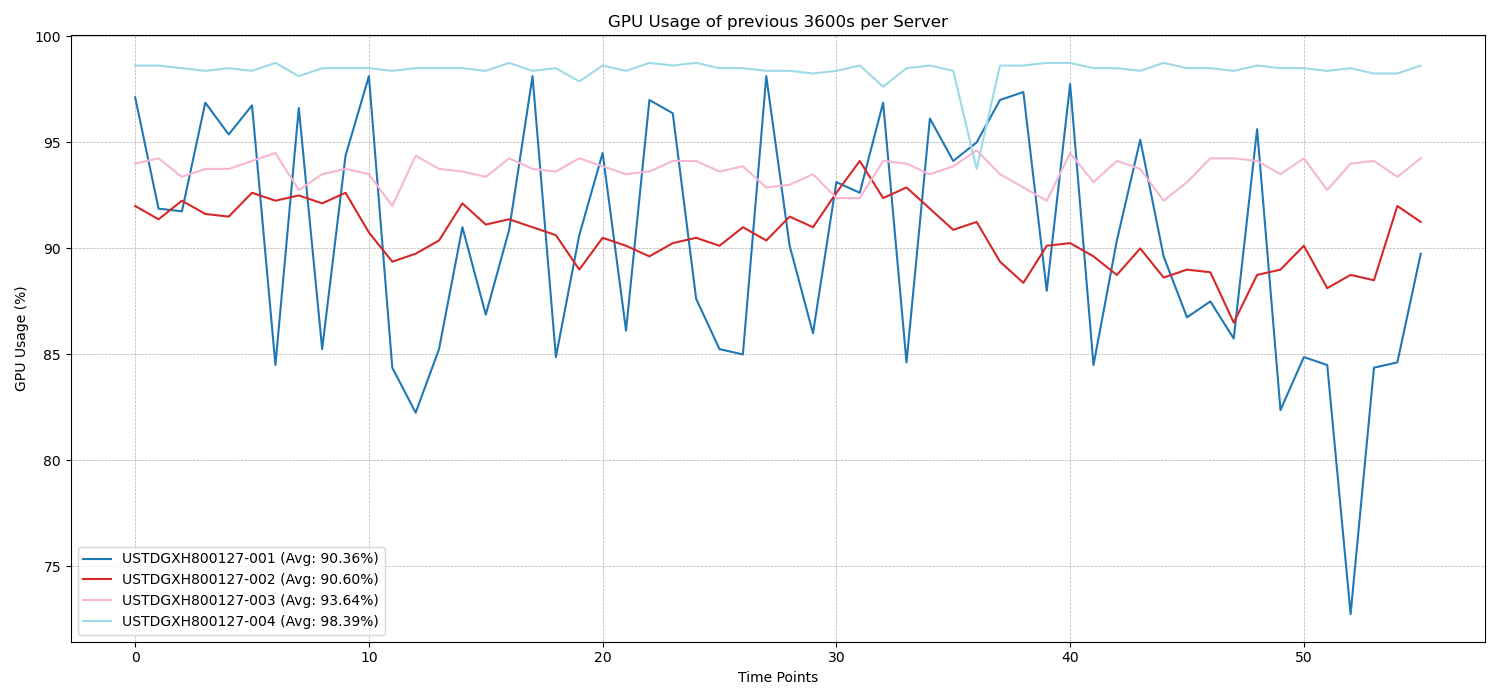 GPU Usage of previous 3600s per Server
100
95
90
85
80
75
GPU Usage (%)
USTDGXH800127-001 (Avg: 90.36%)
USTDGXH800127-002 (Avg: 90.60%)
USTDGXH800127-003 (Avg: 93.64%)
USTDGXH800127-004 (Avg: 98.39%)
0 10 20 30 40 50
Time Points